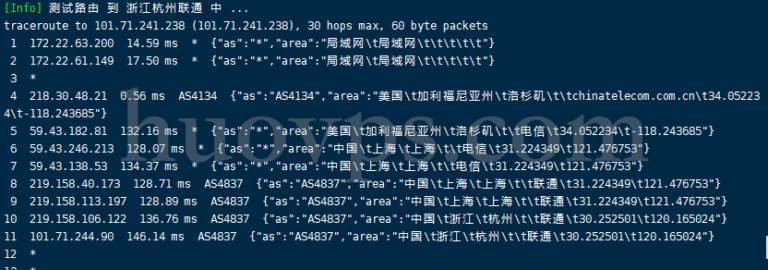 [Info] 测试路由 到 浙江杭州联通 中 ...
traceroute to 101.71.241.238 (101.71.241.238), 30 hops max, 60 byte packets
1 172.22.63.200 14.59 ms * {"as":"*","area":"局域网\t局域网\t\t\t\t\t"}
2 172.22.61.149 17.50 ms * {"as":"*","area":"局域网\t局域网\t\t\t\t\t"}
3 *
4 218.30.48.21 0.56 ms AS4134 {"as":"AS4134","area":"美国\t加利福尼亚州\t洛杉矶\t\tchinatelecom.com.cn\t34.05223
4\t-118.243685"}
5 59.43.182.81 132.16 ms * {"as":"*","area":"美国\t加利福尼亚州\t洛杉矶\t\t电信\t34.052234\t-118.243685"}
6 59.43.246.213 128.07 ms * {"as":"*","area":"中国\t上海\t上海\t\t电信\t31.224349\t121.476753"}
7 59.43.138.53 134.37 ms * {"as":"*","area":"中国\t上海\t上海\t\t电信\t31.224349\t121.476753"}
8 219.158.40.173 128.71 ms AS4837 {"as":"AS4837","area":"中国\t上海\t上海\t\t联通\t31.224349\t121.476753"}
9 219.158.113.197 128.89 ms AS4837 {"as":"AS4837","area":"中国\t上海\t上海\t\t联通\t31.224349\t121.476753"}
10 219.158.106.122 136.76 ms AS4837 {"as":"AS4837","area":"中国\t浙江\t杭州\t\t联通\t30.252501\t120.165024"}
11 101.71.244.90 146.14 ms AS4837 {"as":"AS4837","area":"中国\t浙江\t杭州\t\t联通\t30.252501\t120.165024"}
12 *
huovps.com